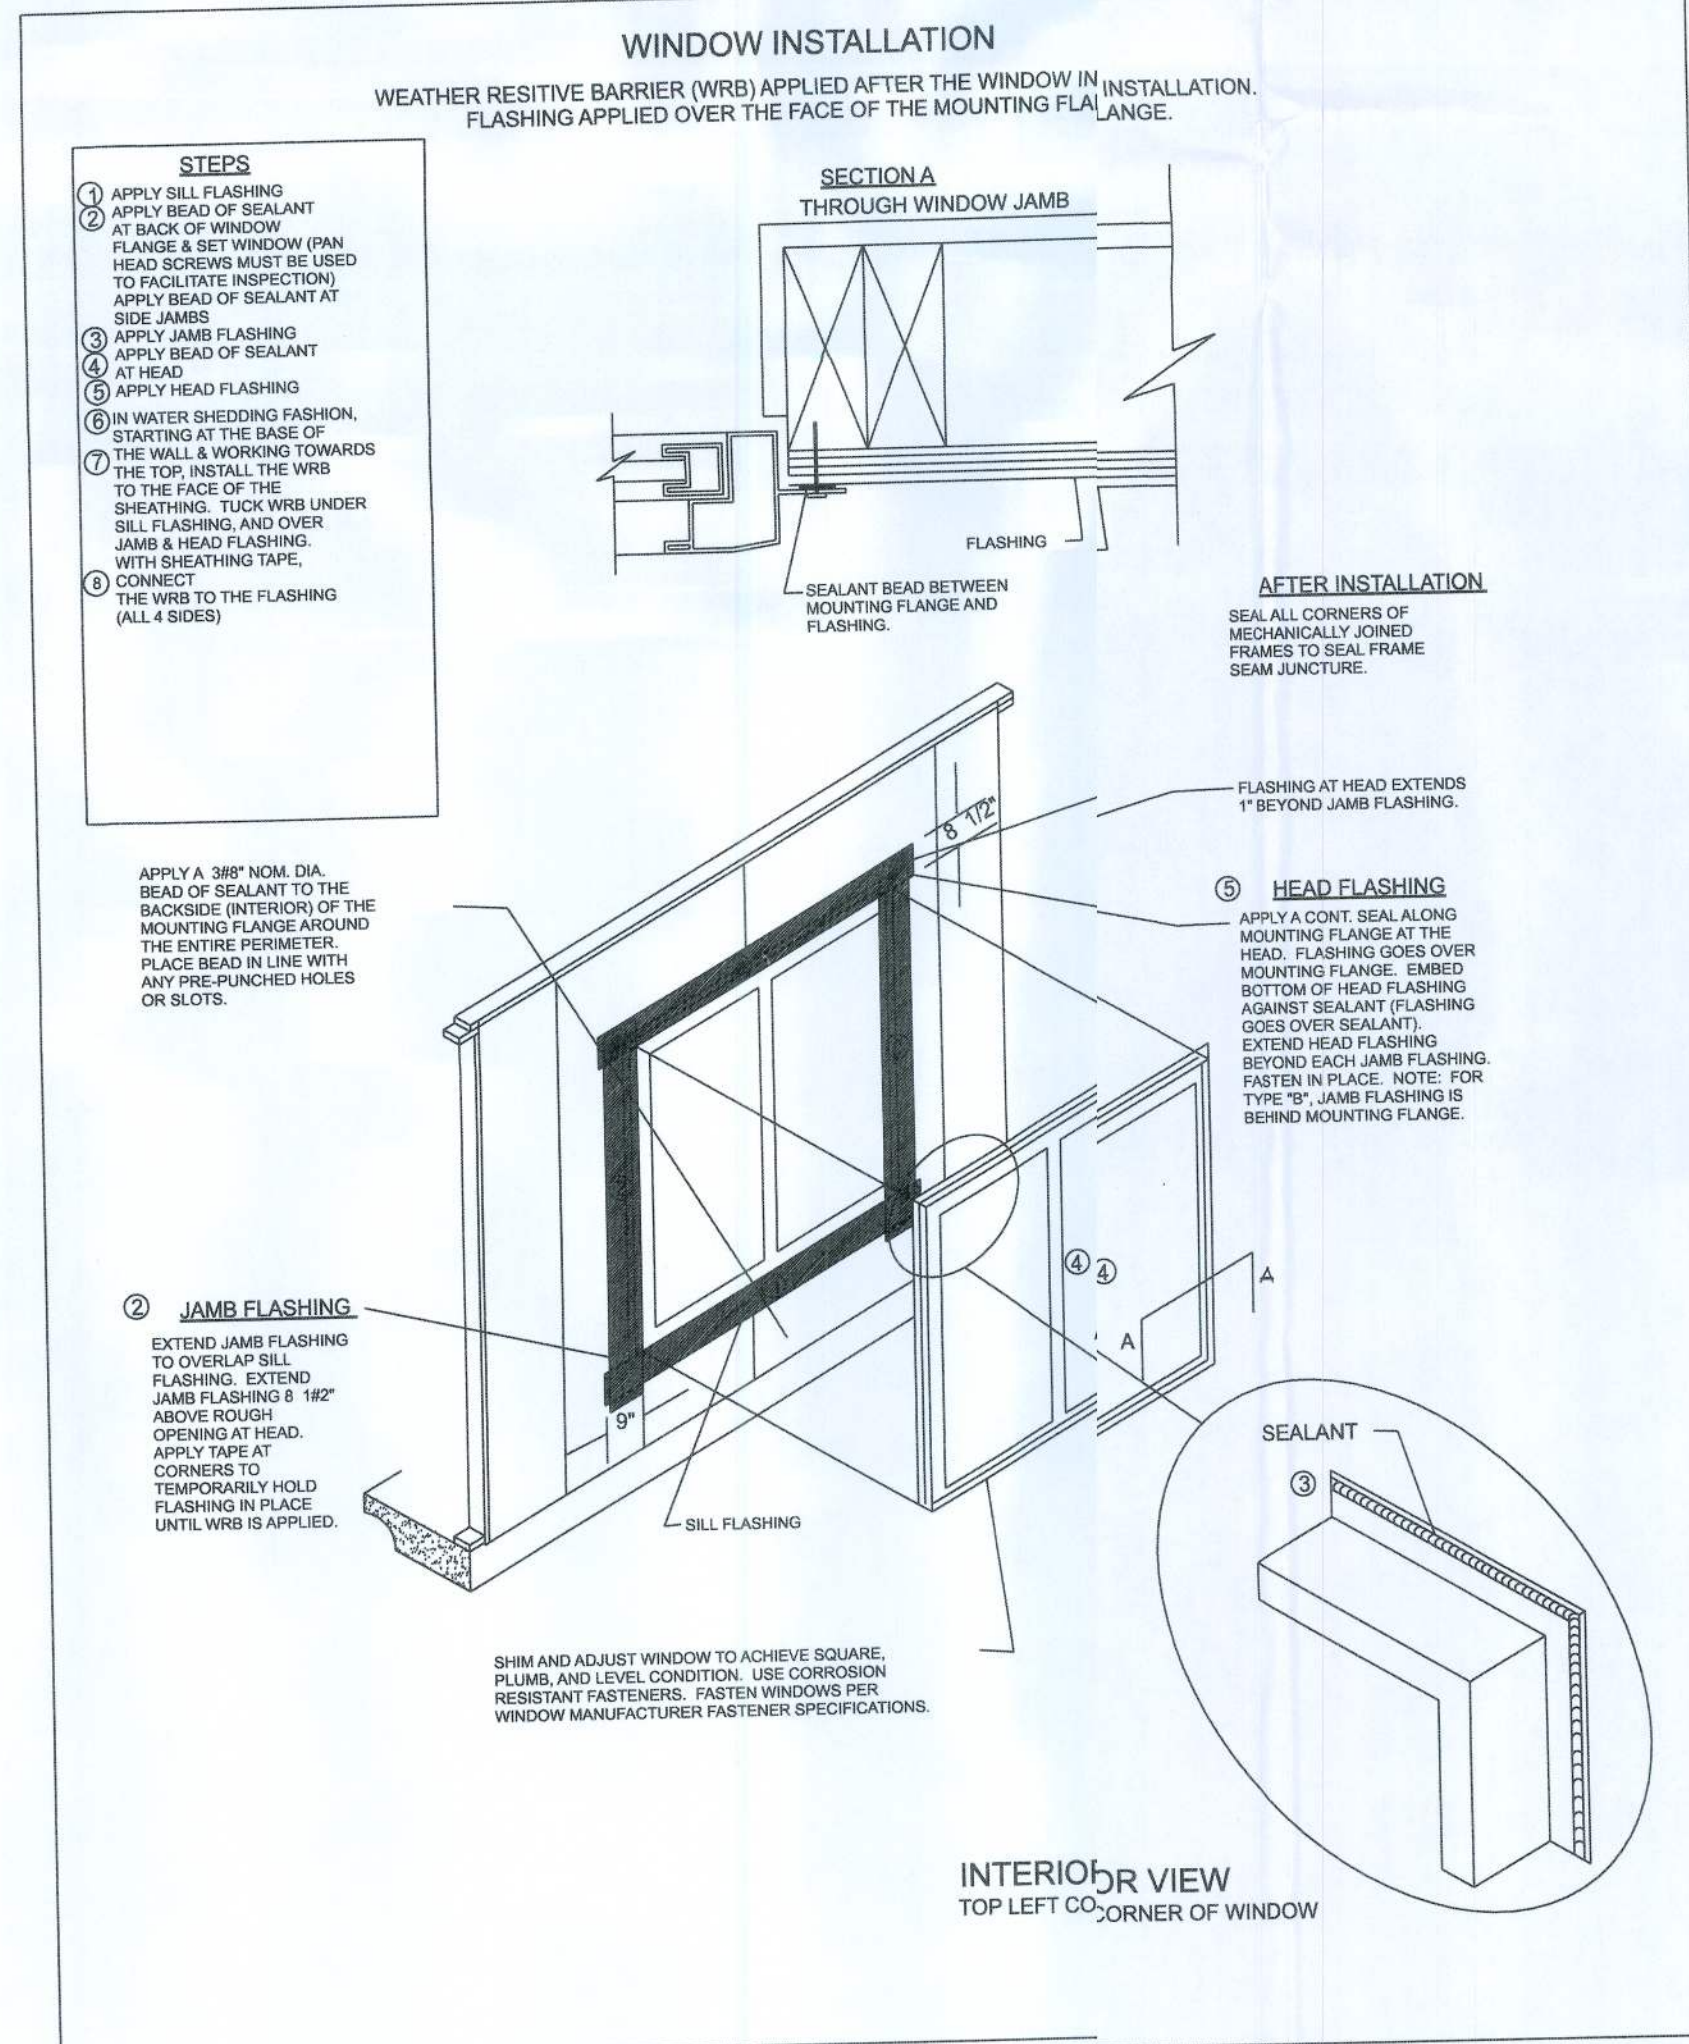 WINDOW INSTALLATION
WEATHER RESITIVE BARRIER (WRB) APPLIED AFTER THE WINDOW IN INSTALLATION.
FLASHING APPLIED OVER THE FACE OF THE MOUNTING FLA LANGE.
STEPS
1 APPLY SILL FLASHING
2 APPLY BEAD OF SEALANT
AT BACK OF WINDOW
FLANGE & SET WINDOW (PAN
HEAD SCREWS MUST BE USED
TO FACILITATE INSPECTION)
APPLY BEAD OF SEALANT AT
SIDE JAMBS
3 APPLY JAMB FLASHING
4 APPLY BEAD OF SEALANT
AT HEAD
5 APPLY HEAD FLASHING
6 IN WATER SHEDDING FASHION,
STARTING AT THE BASE OF
7 THE WALL & WORKING TOWARDS
THE TOP, INSTALL THE WRB
TO THE FACE OF THE
SHEATHING. TUCK WRB UNDER
SILL FLASHING, AND OVER
JAMB & HEAD FLASHING.
WITH SHEATHING TAPE,
8 CONNECT
THE WRB TO THE FLASHING
(ALL 4 SIDES)
SECTION A
THROUGH WINDOW JAMB
FLASHING
SEALANT BEAD BETWEEN
MOUNTING FLANGE AND
FLASHING.
AFTER INSTALLATION
SEAL ALL CORNERS OF
MECHANICALLY JOINED
FRAMES TO SEAL FRAME
SEAM JUNCTURE.
FLASHING AT HEAD EXTENDS
1" BEYOND JAMB FLASHING.
8 1/2"
APPLY A 3#8" NOM. DIA.
BEAD OF SEALANT TO THE
BACKSIDE (INTERIOR) OF THE
MOUNTING FLANGE AROUND
THE ENTIRE PERIMETER.
PLACE BEAD IN LINE WITH
ANY PRE-PUNCHED HOLES
OR SLOTS.
5 HEAD FLASHING
APPLY A CONT. SEAL ALONG
MOUNTING FLANGE AT THE
HEAD. FLASHING GOES OVER
MOUNTING FLANGE. EMBED
BOTTOM OF HEAD FLASHING
AGAINST SEALANT (FLASHING
GOES OVER SEALANT).
EXTEND HEAD FLASHING
BEYOND EACH JAMB FLASHING.
FASTEN IN PLACE. NOTE: FOR
TYPE "B", JAMB FLASHING IS
BEHIND MOUNTING FLANGE.
4 4
A
A
2 JAMB FLASHING
EXTEND JAMB FLASHING
TO OVERLAP SILL
FLASHING. EXTEND
JAMB FLASHING 8 1#2"
ABOVE ROUGH
OPENING AT HEAD.
APPLY TAPE AT
CORNERS TO
TEMPORARILY HOLD
FLASHING IN PLACE
UNTIL WRB IS APPLIED.
9"
SILL FLASHING
SEALANT
3
SHIM AND ADJUST WINDOW TO ACHIEVE SQUARE,
PLUMB, AND LEVEL CONDITION. USE CORROSION
RESISTANT FASTENERS. FASTEN WINDOWS PER
WINDOW MANUFACTURER FASTENER SPECIFICATIONS.
INTERIOR OR VIEW
TOP LEFT CO CORNER OF WINDOW